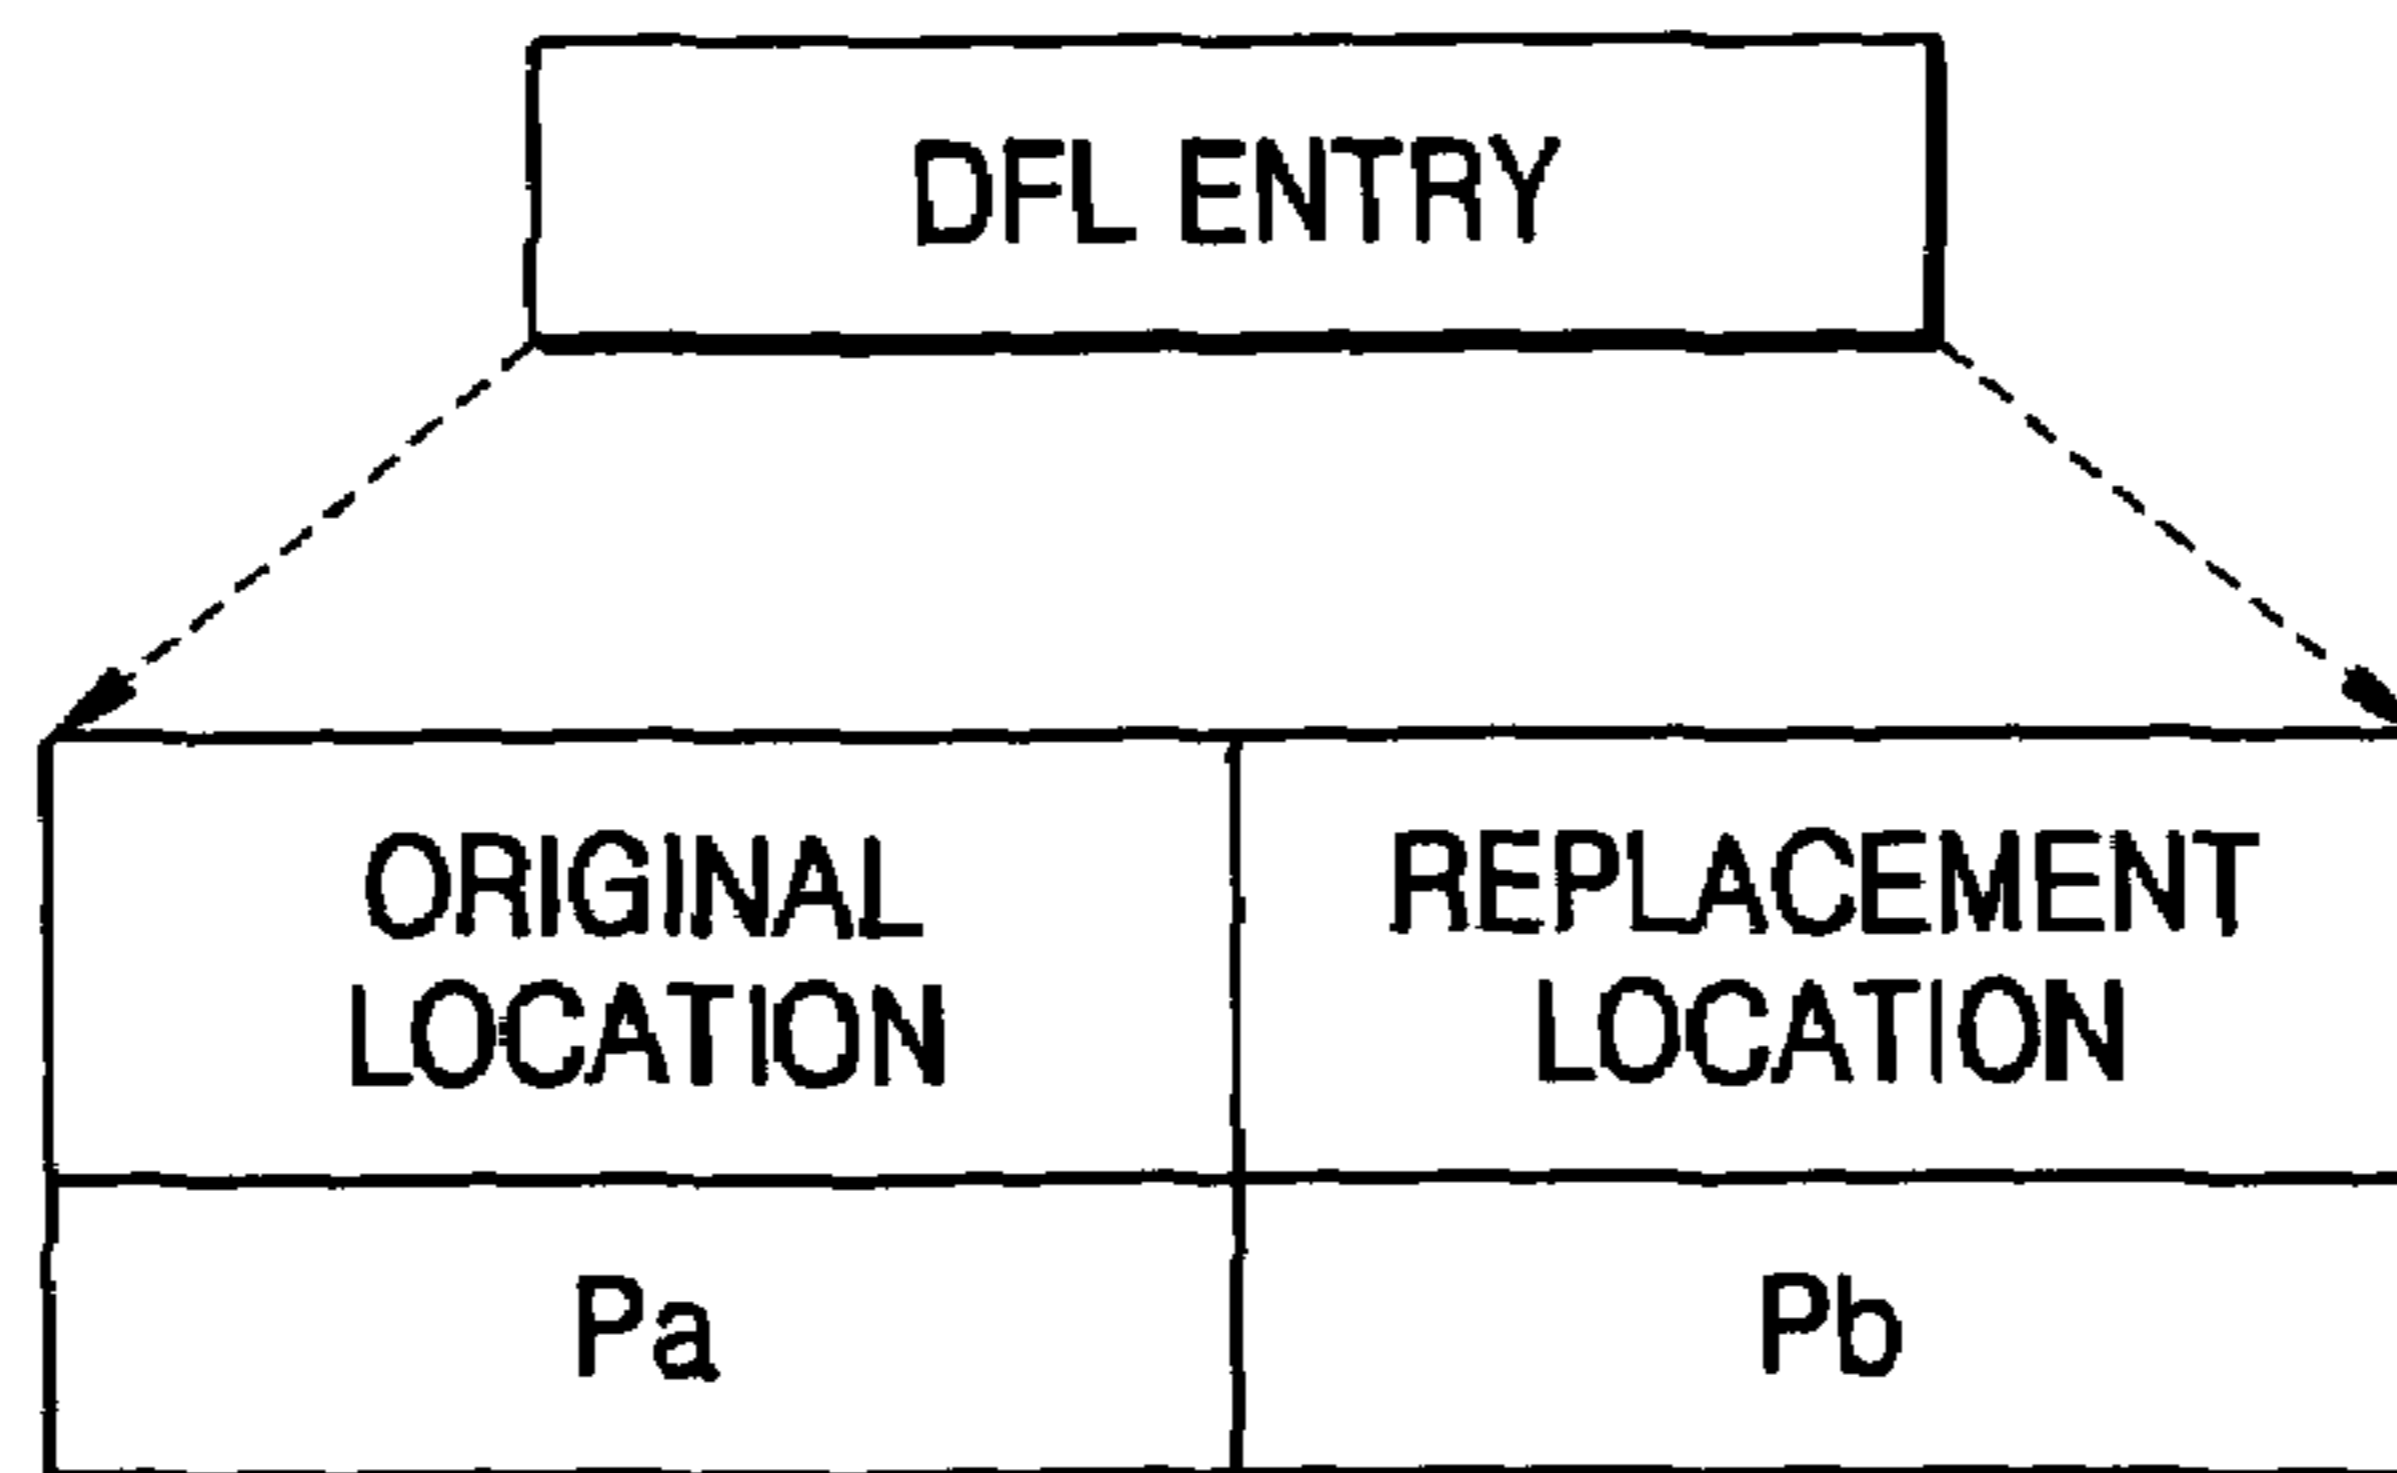 DFL ENTRY
ORIGINAL
LOCATION
REPLACEMENT
LOCATION
Pa
Pb